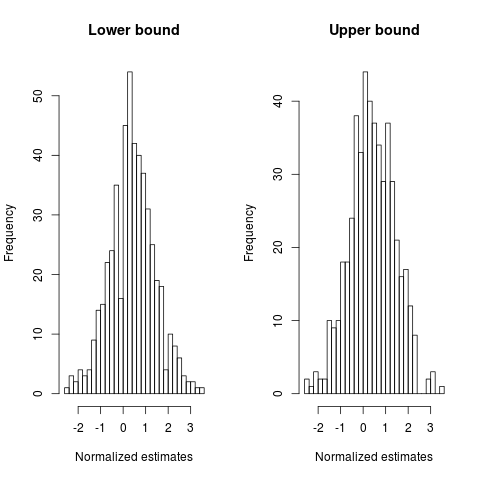 Lower bound
Frequency
0
10
20
30
40
50
-2 -1 0 1 2 3
Normalized estimates
Upper bound
Frequency
0
10
20
30
40
-2 -1 0 1 2 3
Normalized estimates